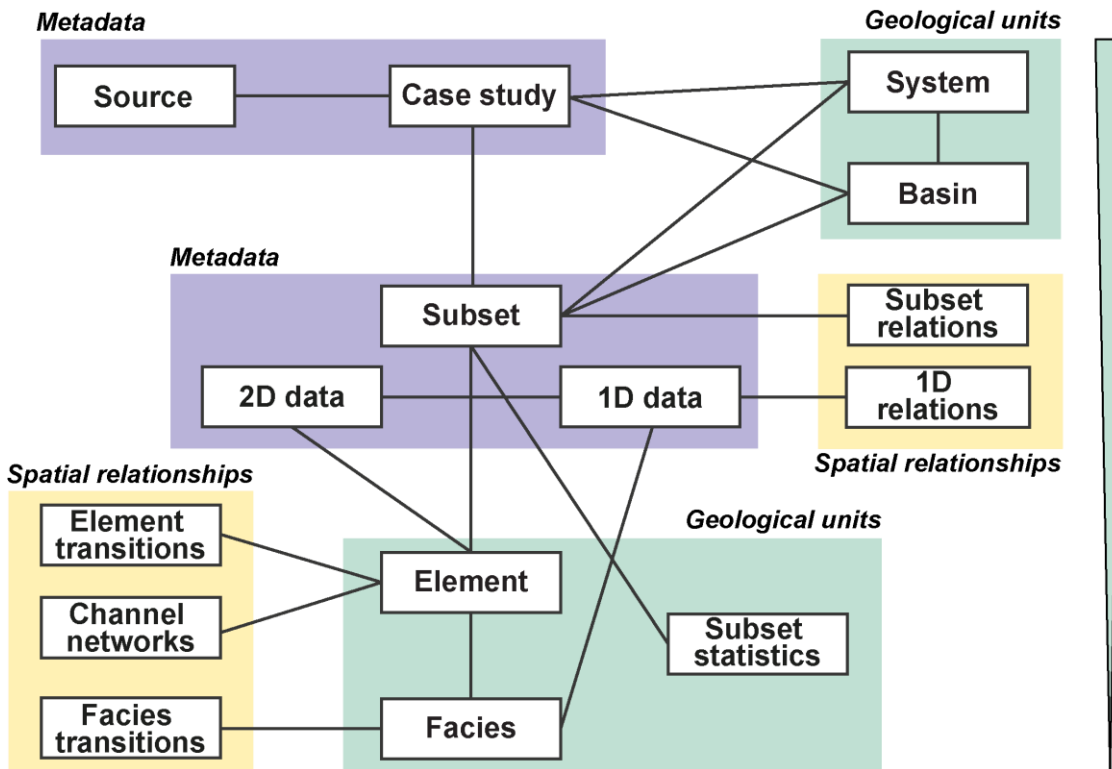 Metadata
Geological units
Source
Case study
System
Basin
Metadata
Subset
Subset
relations
2D data
1D data
1D
relations
Spatial relationships
Spatial relationships
Element
transitions
Geological units
Element
Channel
networks
Subset
statistics
Facies
transitions
Facies